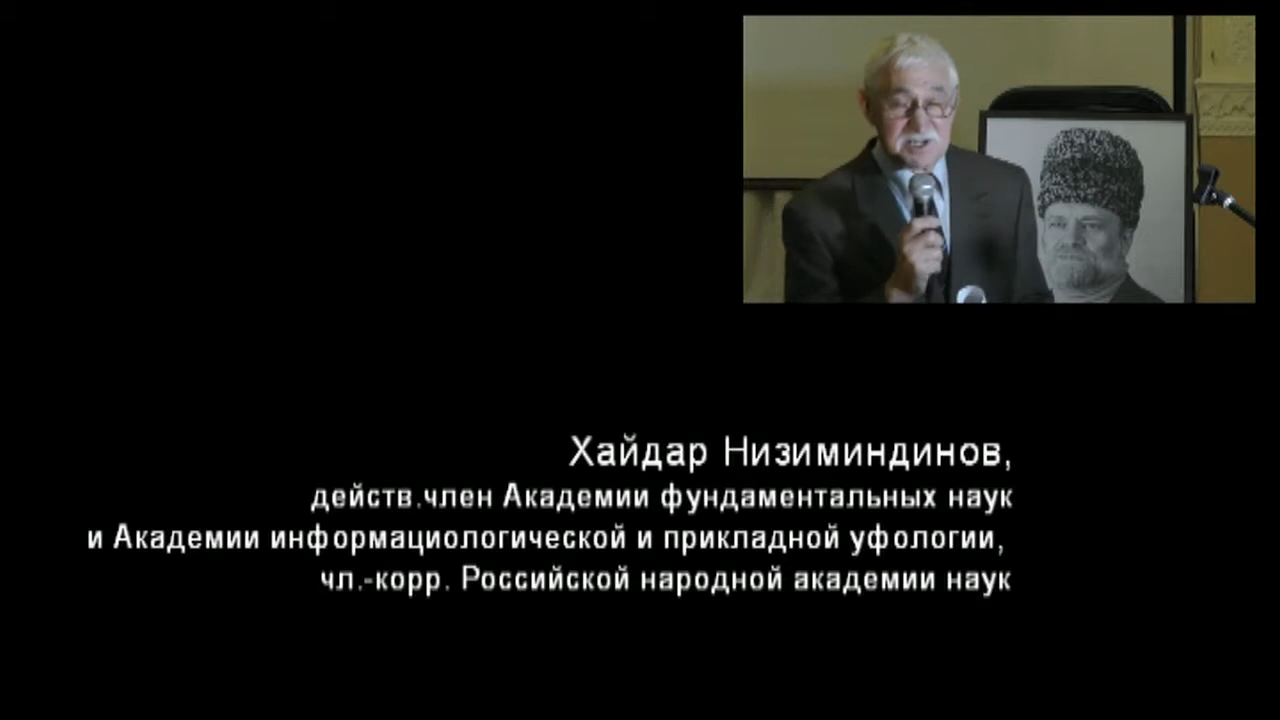 Хайдар Низиминдинов,
действ.член Академии фундаментальных наук
и Академии информациологической и прикладной уфологии,
чл.-корр. Российской народной академии наук